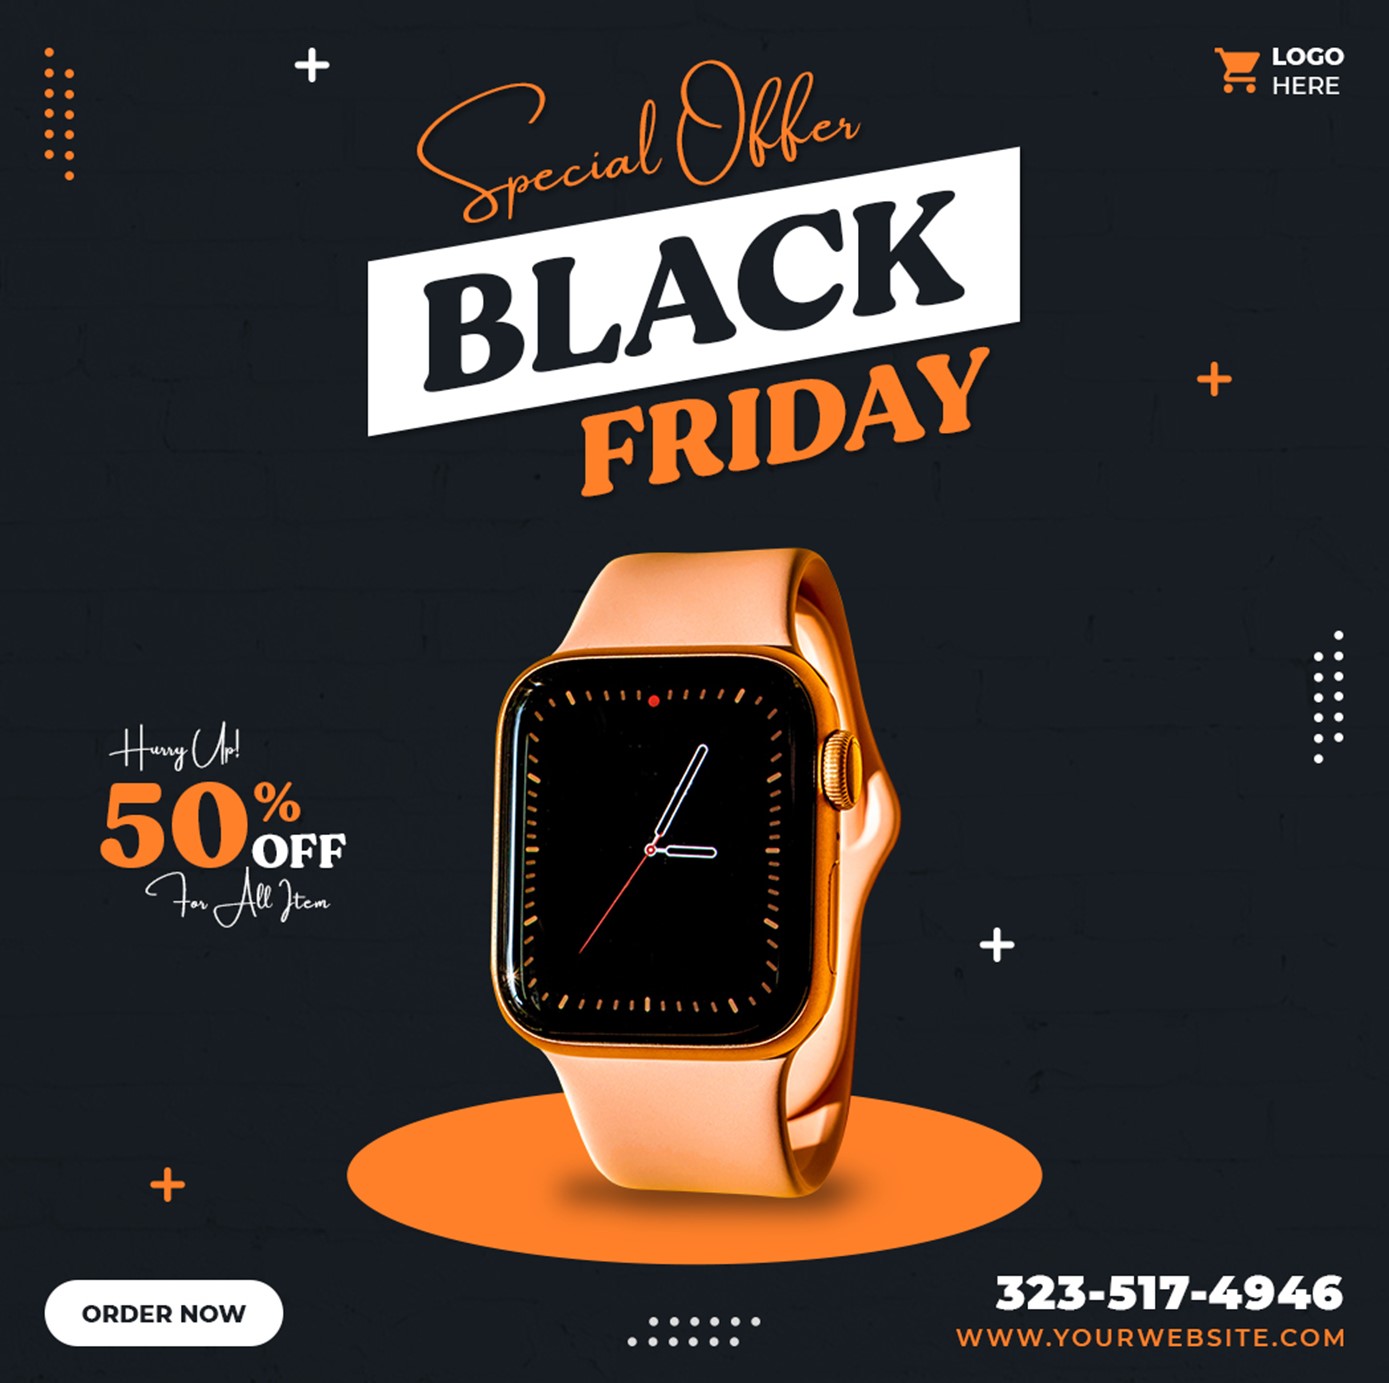 LOGO
HERE
Special Offer
BLACK
FRIDAY
Hurry Up!
50%
OFF
For All Item
ORDER NOW
323-517-4946
WWW.YOURWEBSITE.COM